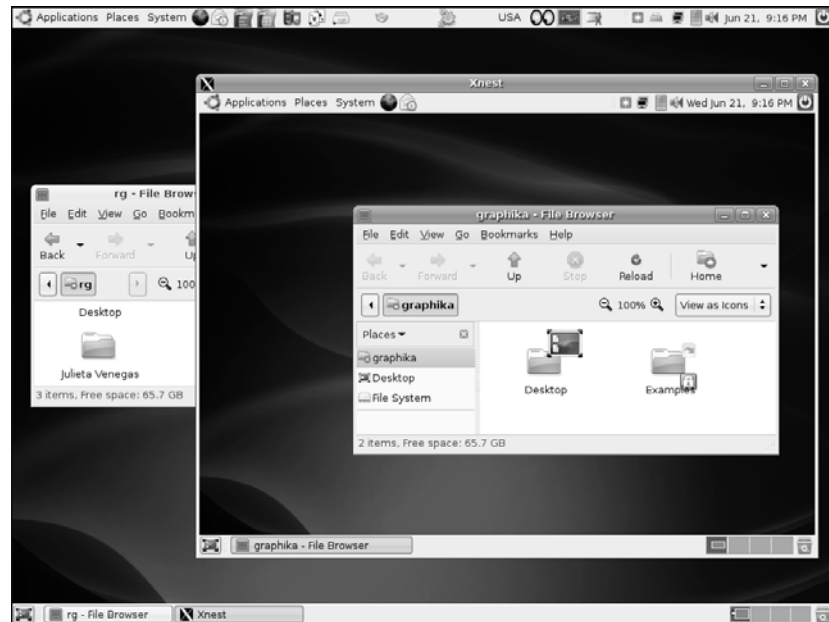 Applications Places System USA Jun 21, 9:16 PM
Xnest
Applications Places System Wed Jun 21, 9:16 PM
rg - File Brow
File Edit View Go Bookm
Back Forward Up
rg 100
Desktop
Julieta Venegas
3 items, Free space: 65.7 GB
graphika - File Browser
File Edit View Go Bookmarks Help
Back Forward Up Stop Reload Home
graphika 100% View as Icons
Places
graphika
Desktop
File System
Desktop Examples
2 items, Free space: 65.7 GB
graphika - File Browser
rg - File Browser Xnest